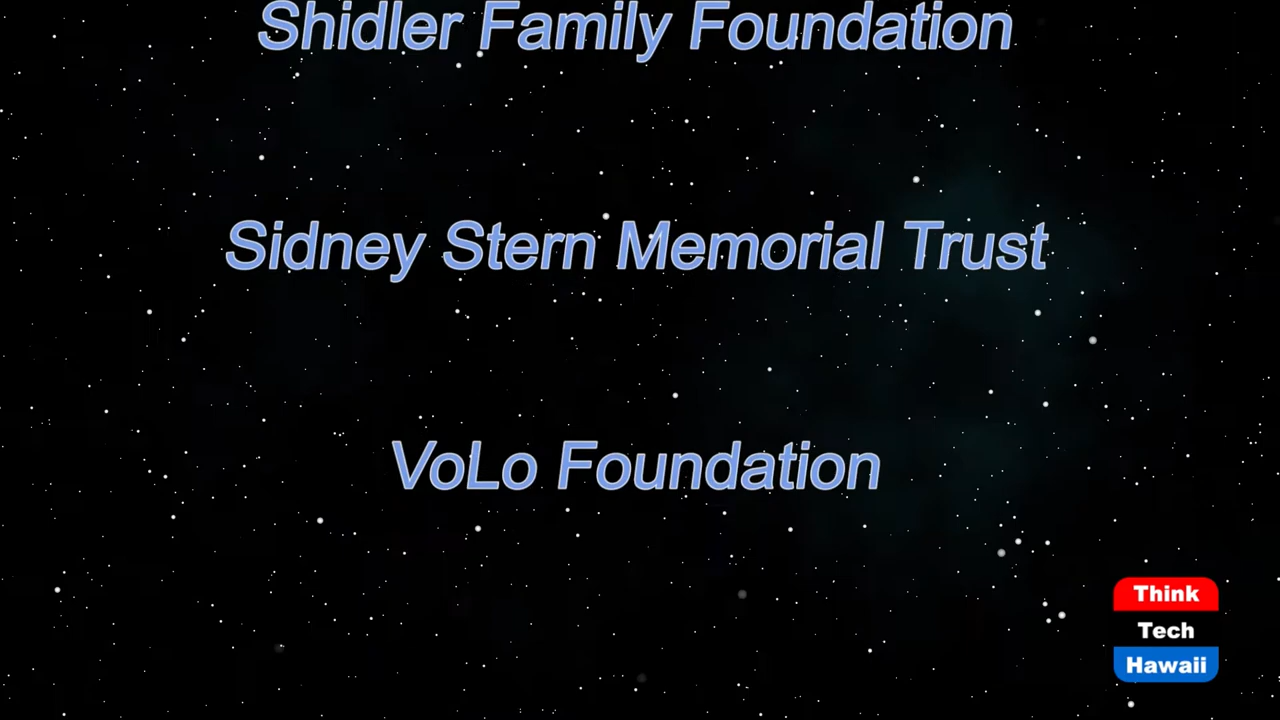 Shidler Family Foundation
Sidney Stern Memorial Trust
VoLo Foundation
Think
Tech
Hawaii